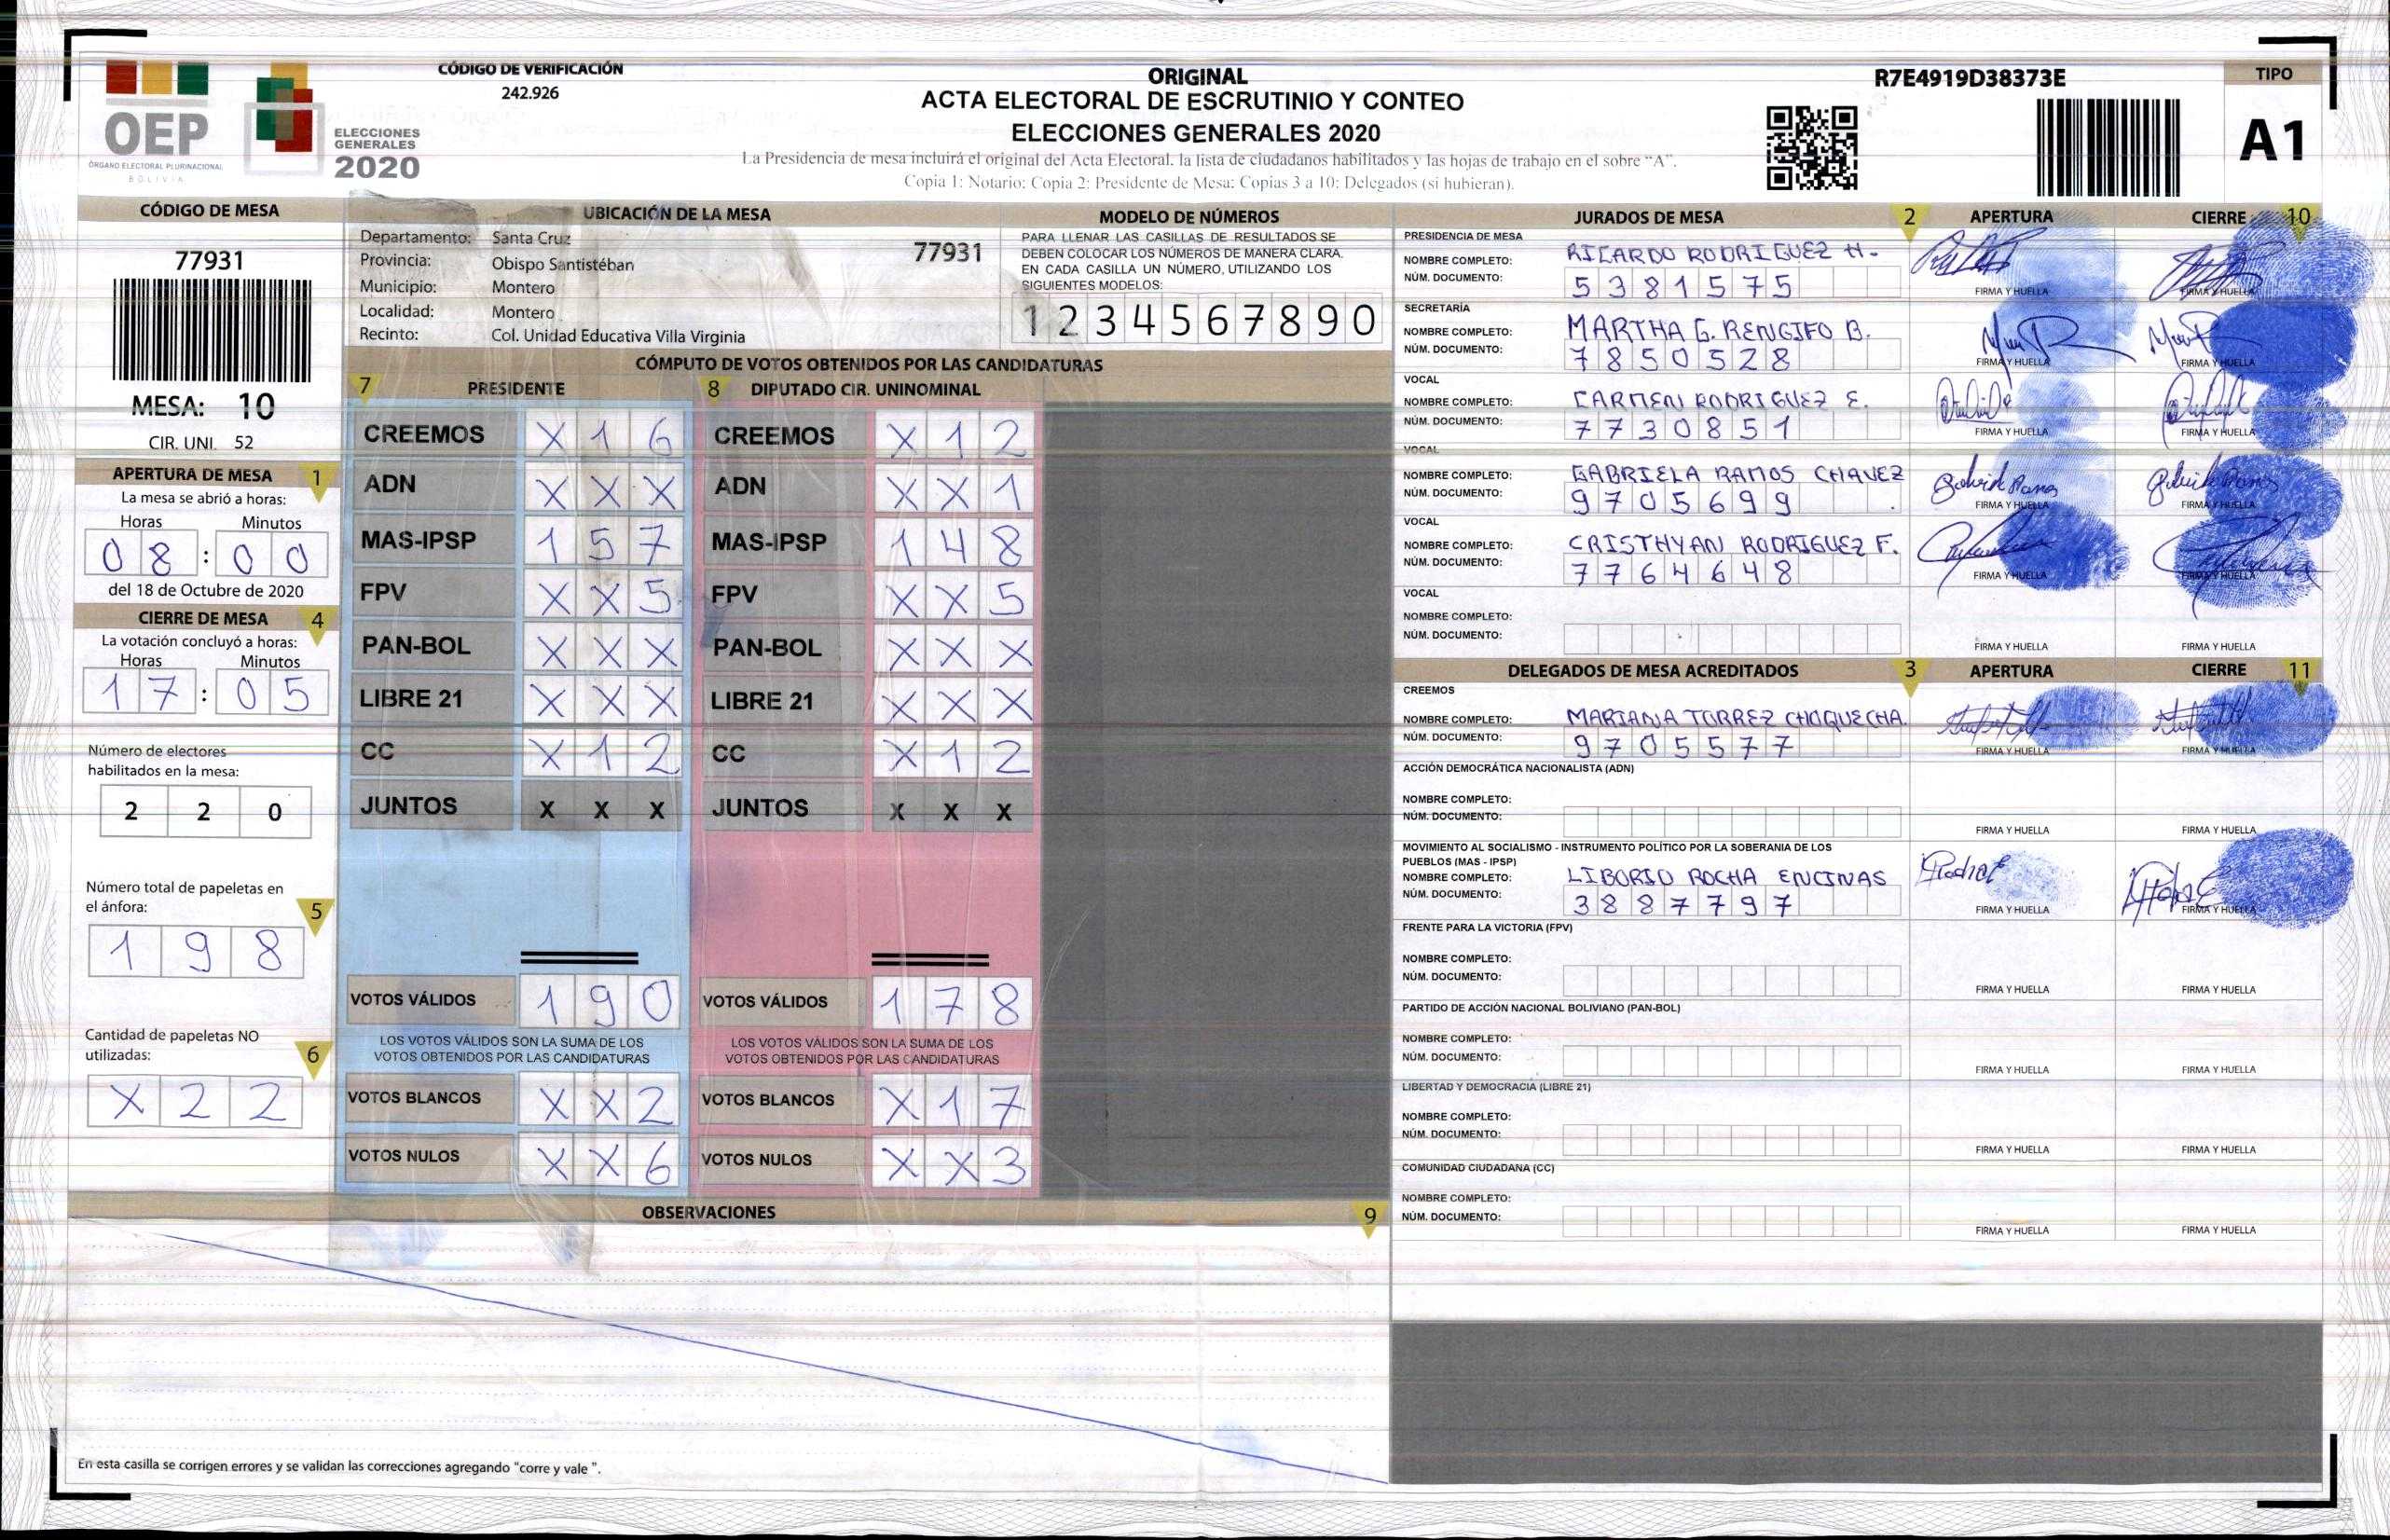 OEP
ÓRGANO ELECTORAL PLURINACIONAL
BOLIVIA
ELECCIONES
GENERALES
2020
CÓDIGO DE VERIFICACIÓN
242.926
ORIGINAL
ACTA ELECTORAL DE ESCRUTINIO Y CONTEO
ELECCIONES GENERALES 2020
La Presidencia de mesa incluirá el original del Acta Electoral, la lista de ciudadanos habilitados y las hojas de trabajo en el sobre “A”.
Copia 1: Notario; Copia 2: Presidente de Mesa; Copias 3 a 10: Delegados (si hubieran).
R7E4919D38373E
TIPO
A1
CÓDIGO DE MESA
77931
MESA: 10
CIR. UNI. 52
APERTURA DE MESA 1
La mesa se abrió a horas:
Horas Minutos
08 : 00
del 18 de Octubre de 2020
CIERRE DE MESA 4
La votación concluyó a horas:
Horas Minutos
17 : 05
Número de electores
habilitados en la mesa:
2 2 0
Número total de papeletas en
el ánfora: 5
1 9 8
Cantidad de papeletas NO
utilizadas: 6
X 2 2
UBICACIÓN DE LA MESA
Departamento: Santa Cruz 77931
Provincia: Obispo Santistéban
Municipio: Montero
Localidad: Montero
Recinto: Col. Unidad Educativa Villa Virginia
MODELO DE NÚMEROS
PARA LLENAR LAS CASILLAS DE RESULTADOS SE
DEBEN COLOCAR LOS NÚMEROS DE MANERA CLARA.
EN CADA CASILLA UN NÚMERO, UTILIZANDO LOS
SIGUIENTES MODELOS:
1 2 3 4 5 6 7 8 9 0
CÓMPUTO DE VOTOS OBTENIDOS POR LAS CANDIDATURAS
7 PRESIDENTE 8 DIPUTADO CIR. UNINOMINAL
CREEMOS X 1 6 CREEMOS X 1 2
ADN X X X ADN X X 1
MAS-IPSP 1 5 7 MAS-IPSP 1 4 8
FPV X X 5 FPV X X 5
PAN-BOL X X X PAN-BOL X X X
LIBRE 21 X X X LIBRE 21 X X X
CC X 1 2 CC X 1 2
JUNTOS X X X JUNTOS X X X
VOTOS VÁLIDOS 1 9 0 VOTOS VÁLIDOS 1 7 8
LOS VOTOS VÁLIDOS SON LA SUMA DE LOS LOS VOTOS VÁLIDOS SON LA SUMA DE LOS
VOTOS OBTENIDOS POR LAS CANDIDATURAS VOTOS OBTENIDOS POR LAS CANDIDATURAS
VOTOS BLANCOS X X 2 VOTOS BLANCOS X 1 7
VOTOS NULOS X X 6 VOTOS NULOS X X 3
OBSERVACIONES 9
En esta casilla se corrigen errores y se validan las correcciones agregando "corre y vale ".
JURADOS DE MESA 2 APERTURA CIERRE 10
PRESIDENCIA DE MESA
NOMBRE COMPLETO: RICARDO RODRIGUEZ H.
NÚM. DOCUMENTO: 5381575
FIRMA Y HUELLA FIRMA Y HUELLA
SECRETARÍA
NOMBRE COMPLETO: MARTHA G. RENGIFO B.
NÚM. DOCUMENTO: 7850528
FIRMA Y HUELLA FIRMA Y HUELLA
VOCAL
NOMBRE COMPLETO: CARMEN RODRIGUEZ E.
NÚM. DOCUMENTO: 7730851
FIRMA Y HUELLA FIRMA Y HUELLA
VOCAL
NOMBRE COMPLETO: GABRIELA RAMOS CHAVEZ
NÚM. DOCUMENTO: 9705699
FIRMA Y HUELLA FIRMA Y HUELLA
VOCAL
NOMBRE COMPLETO: CRISTHYAN RODRIGUEZ F.
NÚM. DOCUMENTO: 7764648
FIRMA Y HUELLA FIRMA Y HUELLA
VOCAL
NOMBRE COMPLETO:
NÚM. DOCUMENTO:
FIRMA Y HUELLA FIRMA Y HUELLA
DELEGADOS DE MESA ACREDITADOS 3 APERTURA CIERRE 11
CREEMOS
NOMBRE COMPLETO: MARIANA TORREZ CHOQUECHA.
NÚM. DOCUMENTO: 9705577
FIRMA Y HUELLA FIRMA Y HUELLA
ACCIÓN DEMOCRÁTICA NACIONALISTA (ADN)
NOMBRE COMPLETO:
NÚM. DOCUMENTO:
FIRMA Y HUELLA FIRMA Y HUELLA
MOVIMIENTO AL SOCIALISMO - INSTRUMENTO POLÍTICO POR LA SOBERANIA DE LOS
PUEBLOS (MAS - IPSP)
NOMBRE COMPLETO: LIBORIO ROCHA ENCINAS
NÚM. DOCUMENTO: 3887797
FIRMA Y HUELLA FIRMA Y HUELLA
FRENTE PARA LA VICTORIA (FPV)
NOMBRE COMPLETO:
NÚM. DOCUMENTO:
FIRMA Y HUELLA FIRMA Y HUELLA
PARTIDO DE ACCIÓN NACIONAL BOLIVIANO (PAN-BOL)
NOMBRE COMPLETO:
NÚM. DOCUMENTO:
FIRMA Y HUELLA FIRMA Y HUELLA
LIBERTAD Y DEMOCRACIA (LIBRE 21)
NOMBRE COMPLETO:
NÚM. DOCUMENTO:
FIRMA Y HUELLA FIRMA Y HUELLA
COMUNIDAD CIUDADANA (CC)
NOMBRE COMPLETO:
NÚM. DOCUMENTO:
FIRMA Y HUELLA FIRMA Y HUELLA